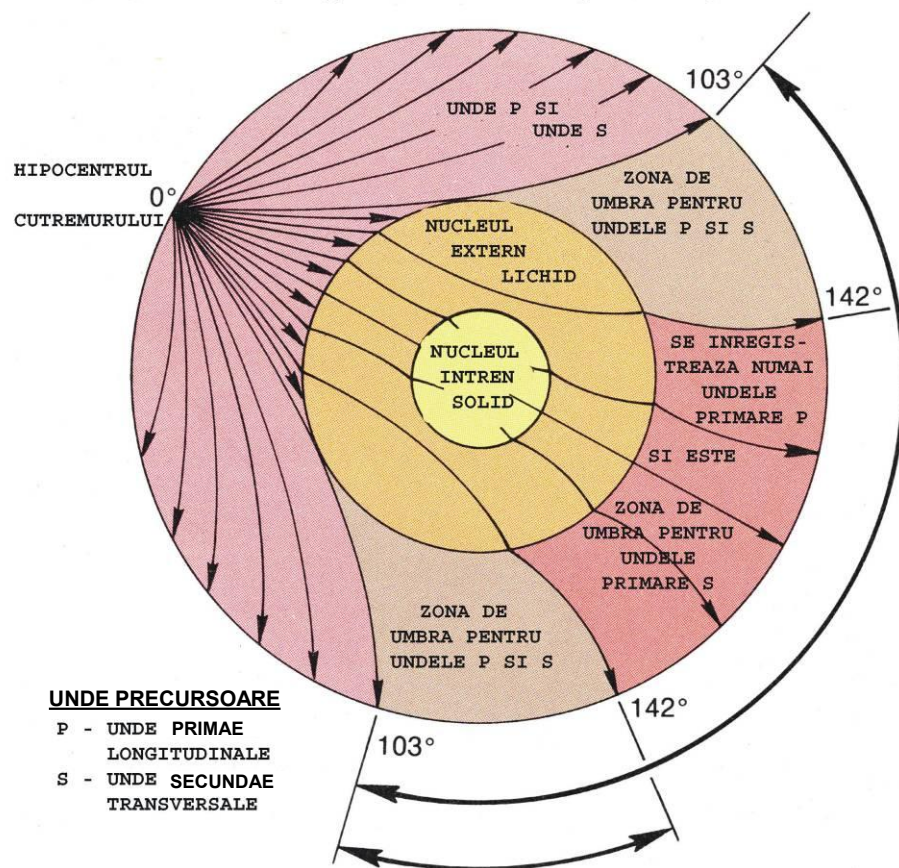 103°
UNDE P SI
UNDE S
HIPOCENTRUL
0°
CUTREMURULUI
ZONA DE
UMBRA PENTRU
UNDELE P SI S
NUCLEUL
EXTERN
LICHID
142°
SE INREGIS-
TREAZA NUMAI
UNDELE
PRIMARE P
NUCLEUL
INTREN
SOLID
SI ESTE
ZONA DE
UMBRA PENTRU
UNDELE
PRIMARE S
ZONA DE
UMBRA PENTRU
UNDELE P SI S
142°
103°
UNDE PRECURSOARE
P - UNDE PRIMAE
LONGITUDINALE
S - UNDE SECUNDAE
TRANSVERSALE